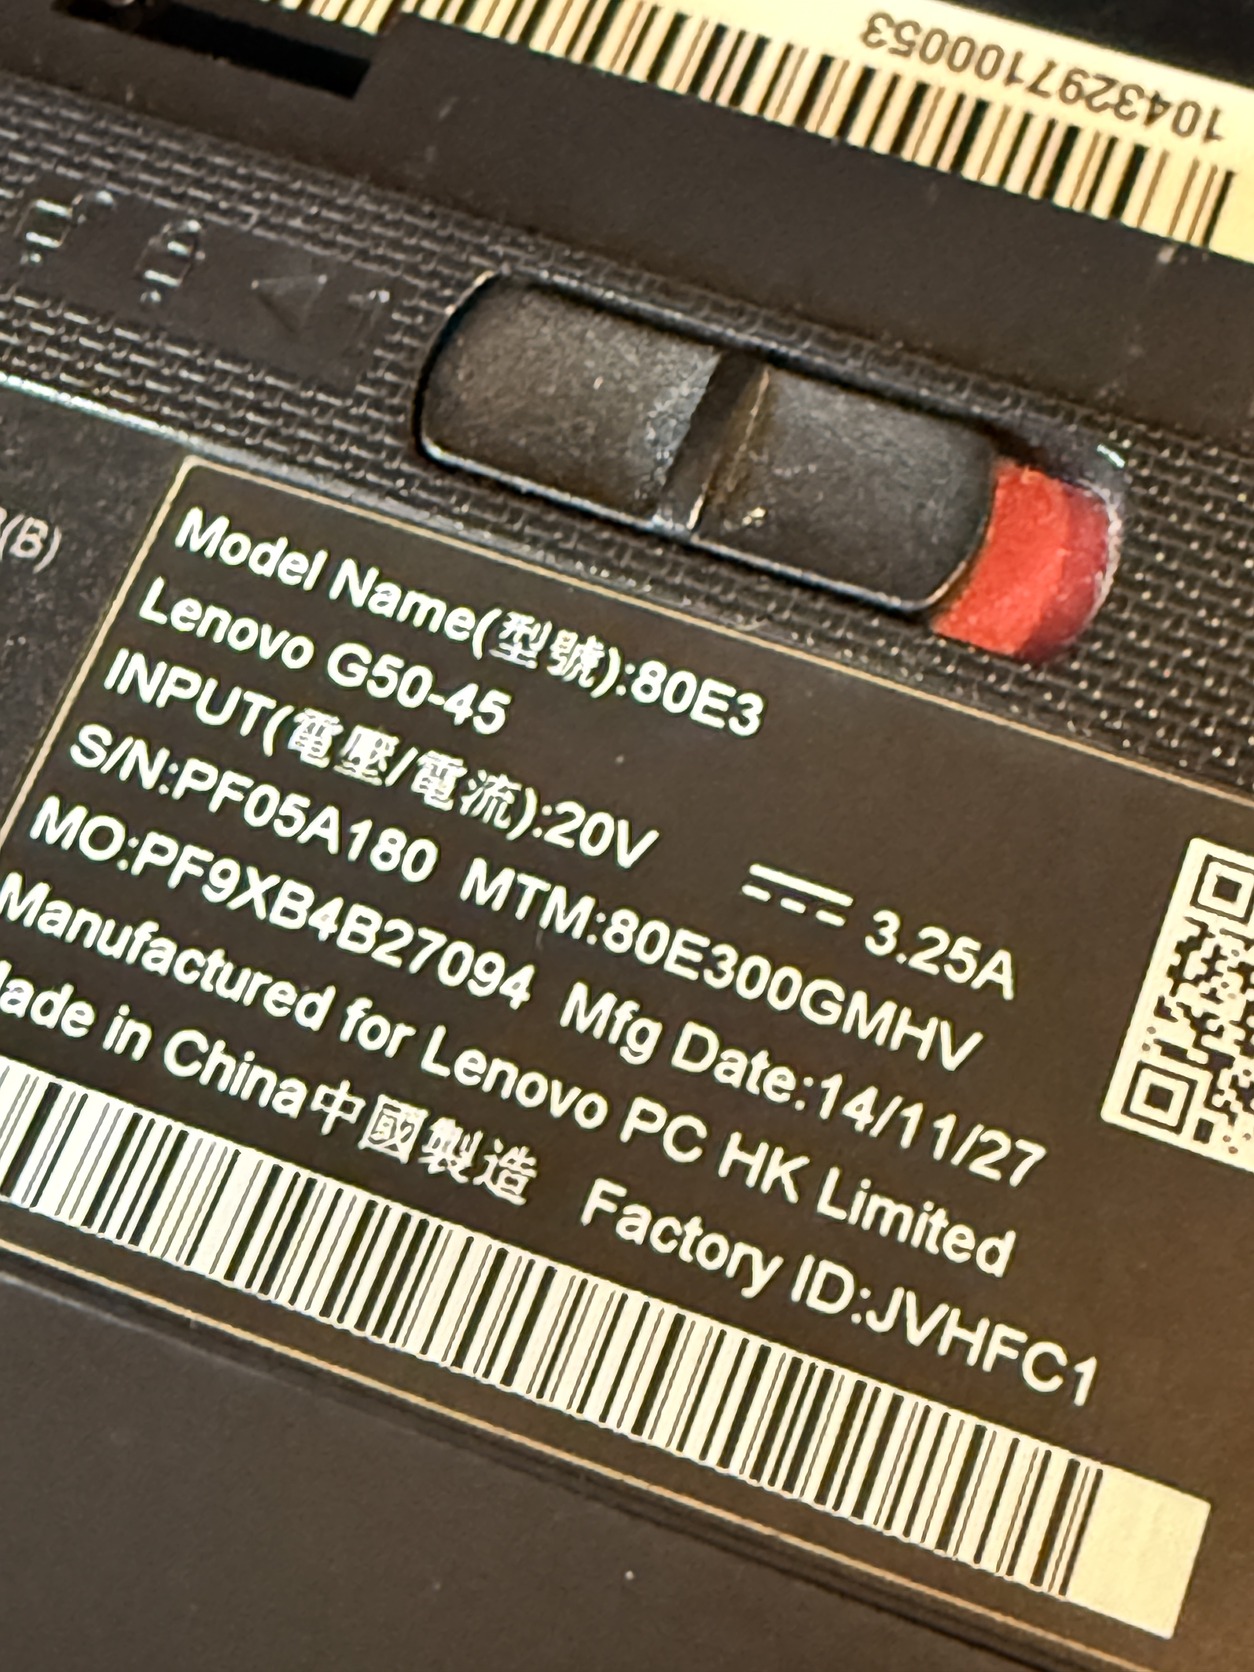 10432971000053
(B)
Model Name(型號):80E3
Lenovo G50-45
INPUT(電壓/電流):20V ⎓ 3.25A
S/N:PF05A180 MTM:80E300GMHV
MO:PF9XB4B27094 Mfg Date:14/11/27
Manufactured for Lenovo PC HK Limited
ade in China中國製造 Factory ID:JVHFC1